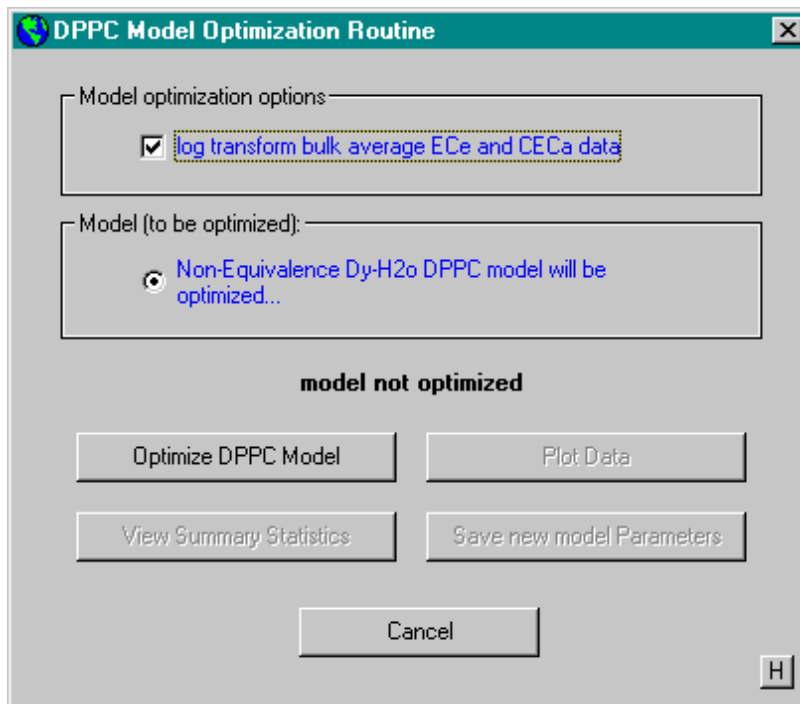 DPPC Model Optimization Routine
Model optimization options
log transform bulk average ECe and CECa data
Model (to be optimized):
Non-Equivalence Dy-H2o DPPC model will be
optimized...
model not optimized
Optimize DPPC Model
Plot Data
View Summary Statistics
Save new model Parameters
Cancel
H